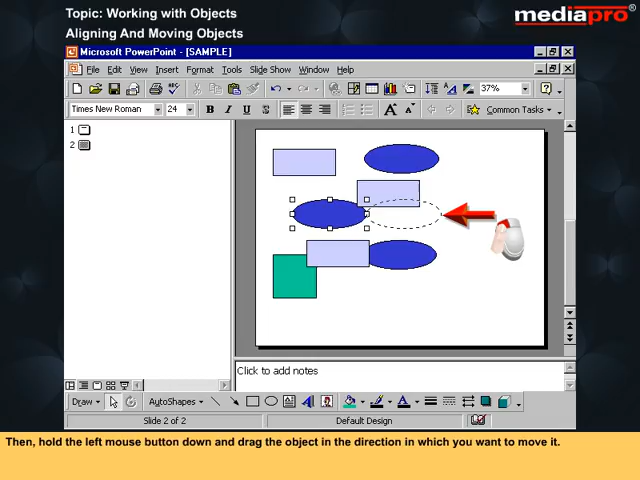 Topic: Working with Objects
Aligning And Moving Objects
mediapro
Microsoft PowerPoint - [SAMPLE]
File Edit View Insert Format Tools Slide Show Window Help
37%
Times New Roman 24 B I U S A A Common Tasks
1
2
Click to add notes
Draw AutoShapes A A
Slide 2 of 2 Default Design
Then, hold the left mouse button down and drag the object in the direction in which you want to move it.